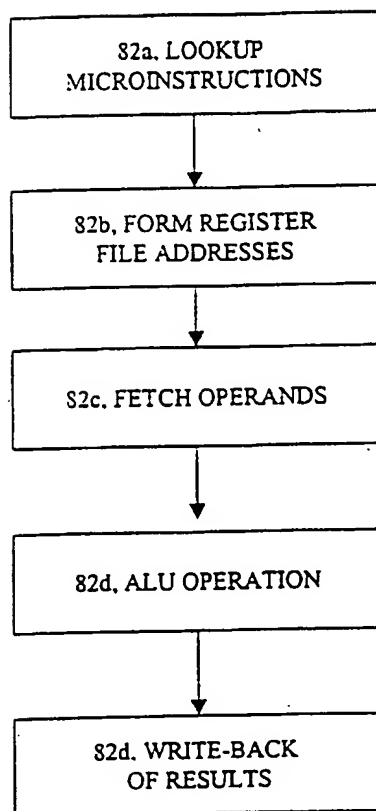 82a, LOOKUP
MICROINSTRUCTIONS
82b, FORM REGISTER
FILE ADDRESSES
82c, FETCH OPERANDS
82d, ALU OPERATION
82d, WRITE-BACK
OF RESULTS